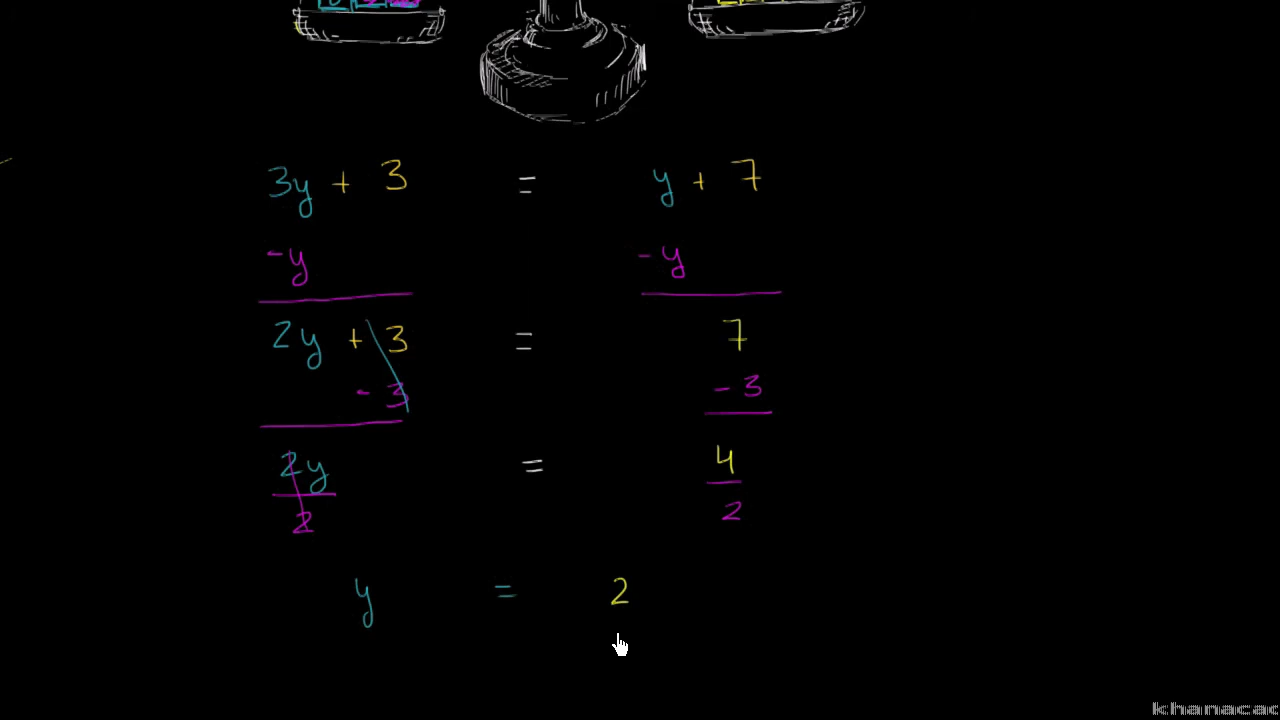 3y + 3 = y + 7
-y -y
2y + 3 = 7
- 3 - 3
2y = 4
2 2
y = 2
khanacac